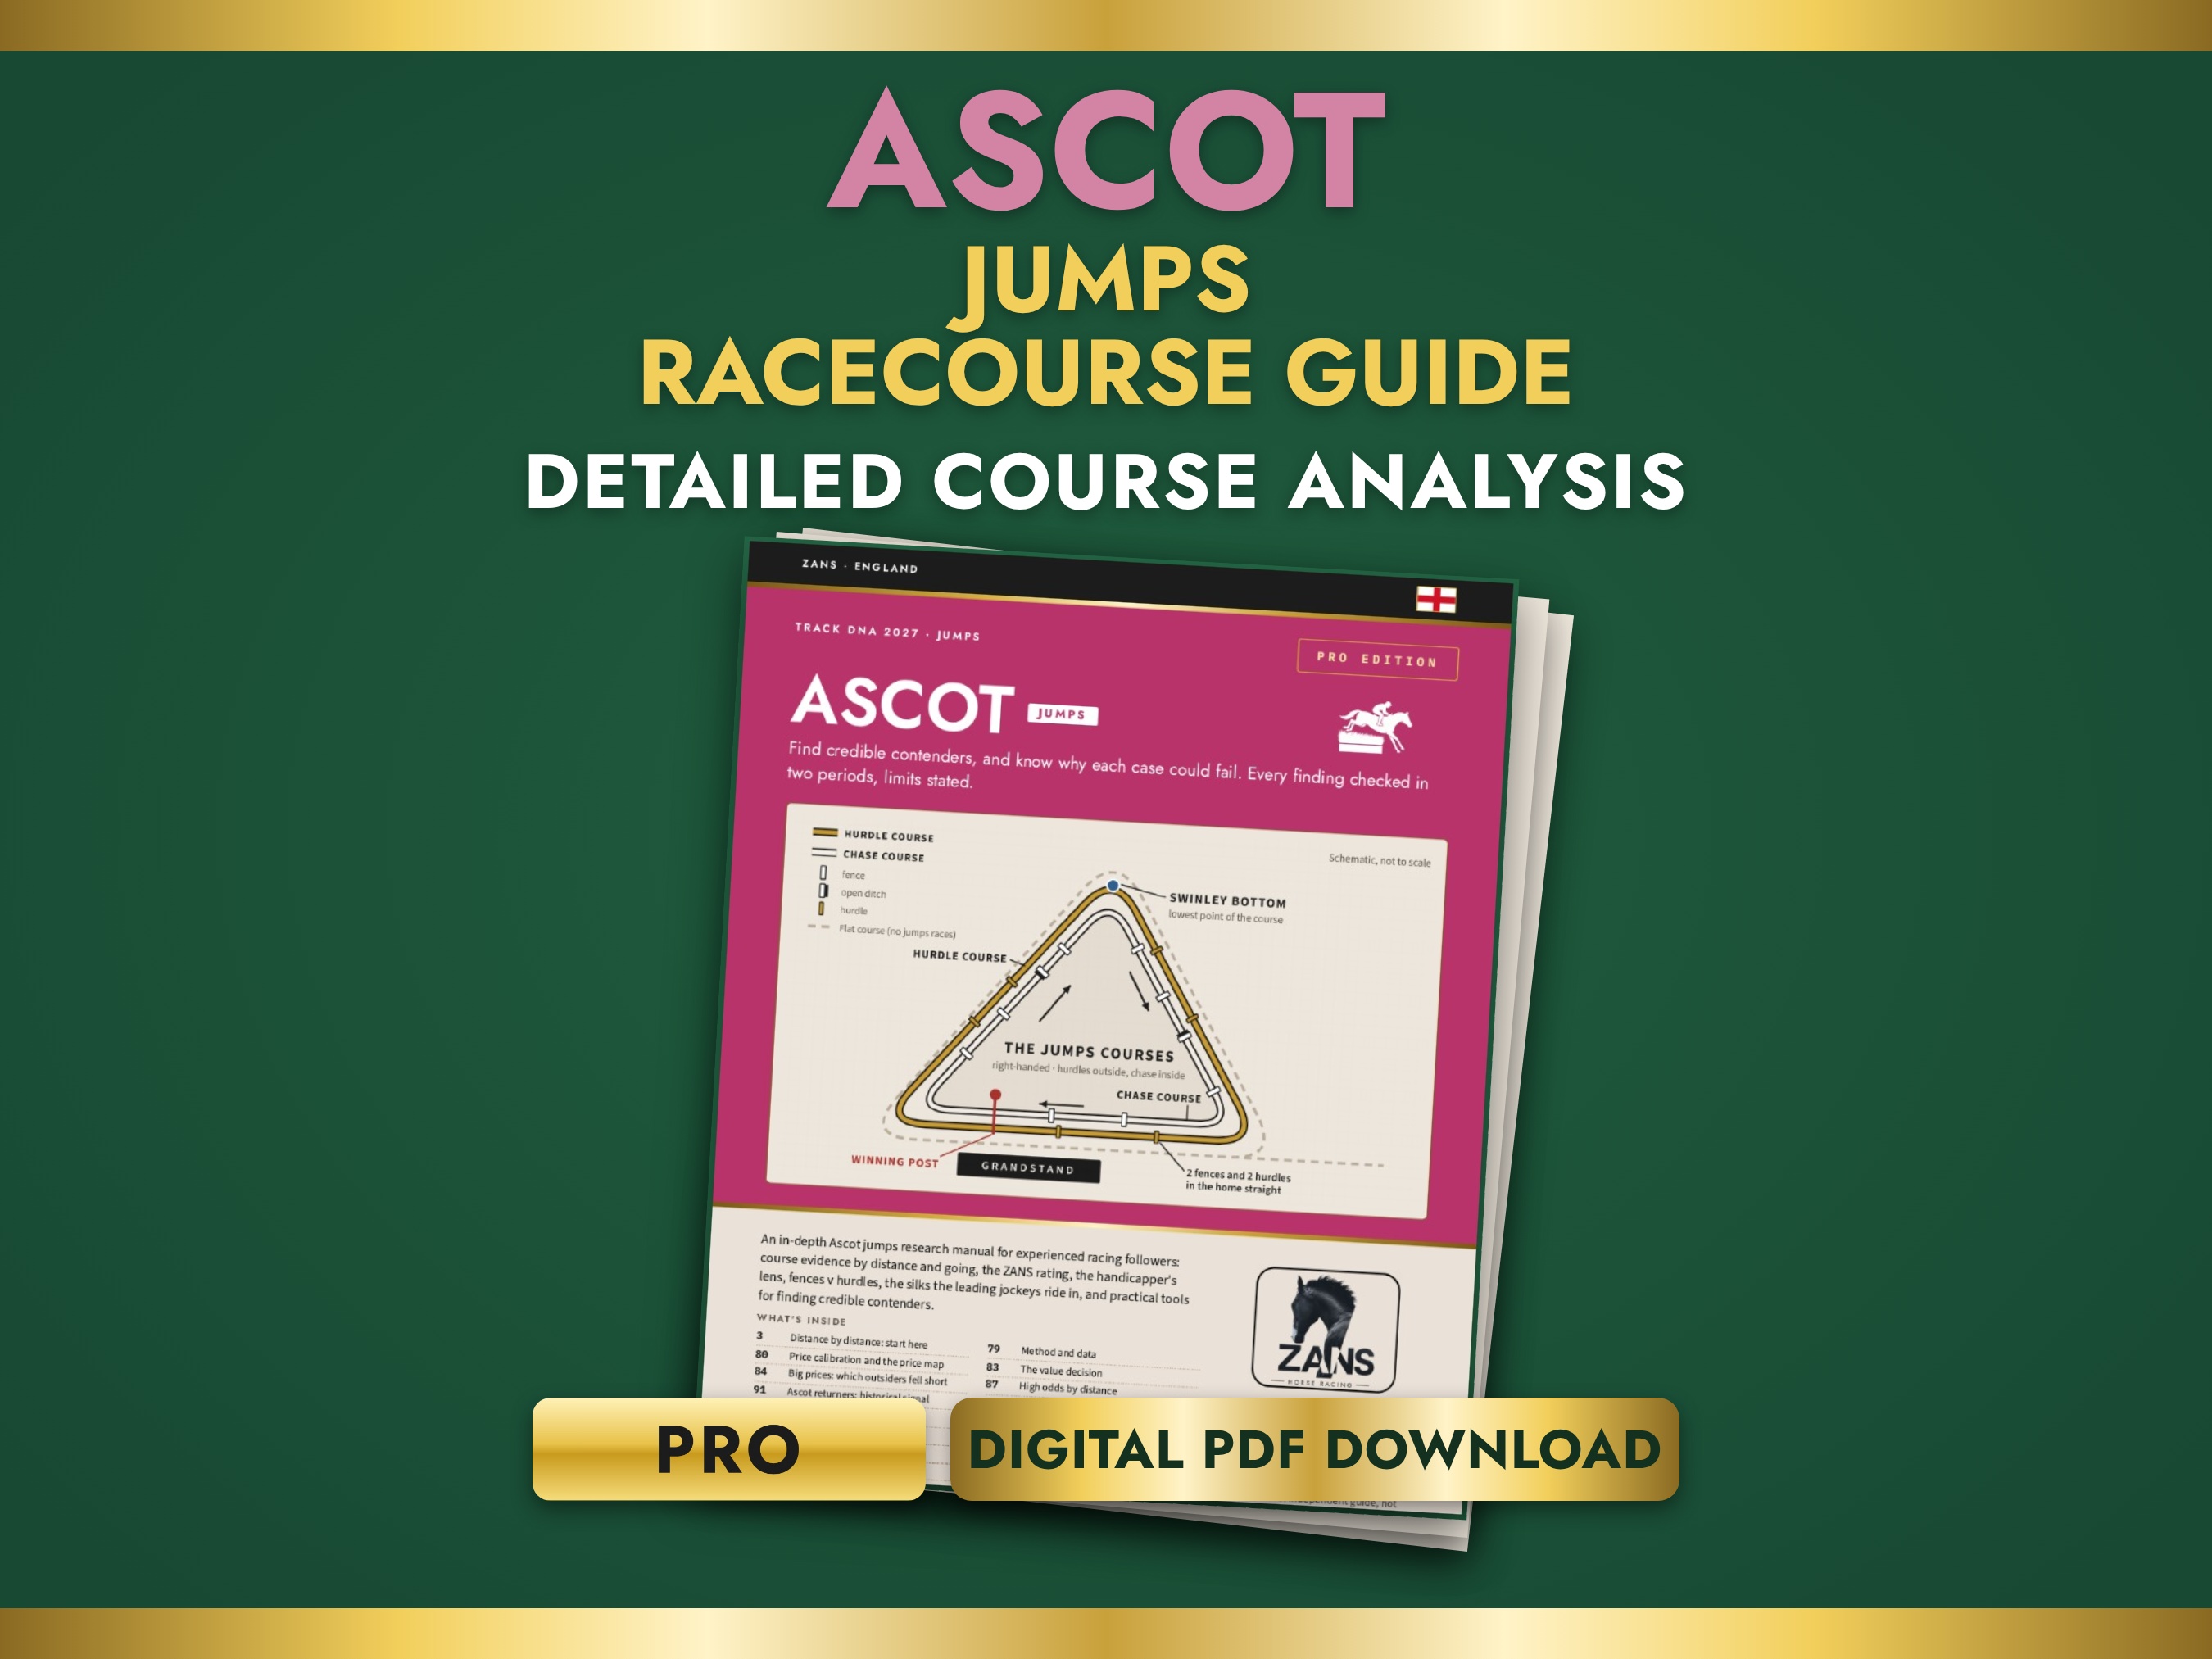 ASCOT
JUMPS
RACECOURSE GUIDE
DETAILED COURSE ANALYSIS
ZANS · ENGLAND
TRACK DNA 2027 · JUMPS
PRO EDITION
ASCOT JUMPS
Find credible contenders, and know why each case could fail. Every finding checked in
two periods, limits stated.
HURDLE COURSE
CHASE COURSE
fence
open ditch
hurdle
Flat course (no jumps races)
Schematic, not to scale
SWINLEY BOTTOM
lowest point of the course
HURDLE COURSE
THE JUMPS COURSES
right-handed · hurdles outside, chase inside
CHASE COURSE
WINNING POST
GRANDSTAND
2 fences and 2 hurdles
in the home straight
An in-depth Ascot jumps research manual for experienced racing followers:
course evidence by distance and going, the ZANS rating, the handicapper's
lens, fences v hurdles, the silks the leading jockeys ride in, and practical tools
for finding credible contenders.
WHAT'S INSIDE
3 Distance by distance: start here
80 Price calibration and the price map
84 Big prices: which outsiders fell short
91 Ascot returners: historical signal
79 Method and data
83 The value decision
87 High odds by distance
ZANS
HORSE RACING
PRO
DIGITAL PDF DOWNLOAD
guide, not